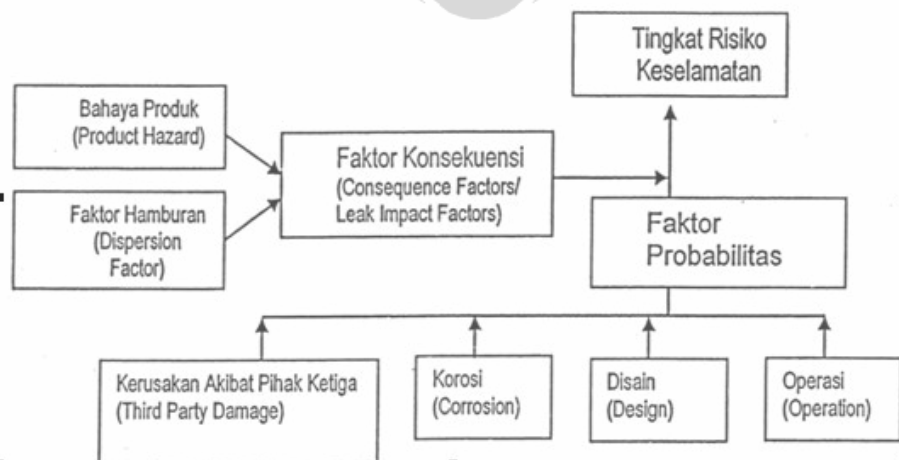 Tingkat Risiko
Keselamatan
Bahaya Produk
(Product Hazard)
Faktor Konsekuensi
(Consequence Factors/
Leak Impact Factors)
Faktor Hamburan
(Dispersion
Factor)
Faktor
Probabilitas
Kerusakan Akibat Pihak Ketiga
(Third Party Damage)
Korosi
(Corrosion)
Disain
(Design)
Operasi
(Operation)